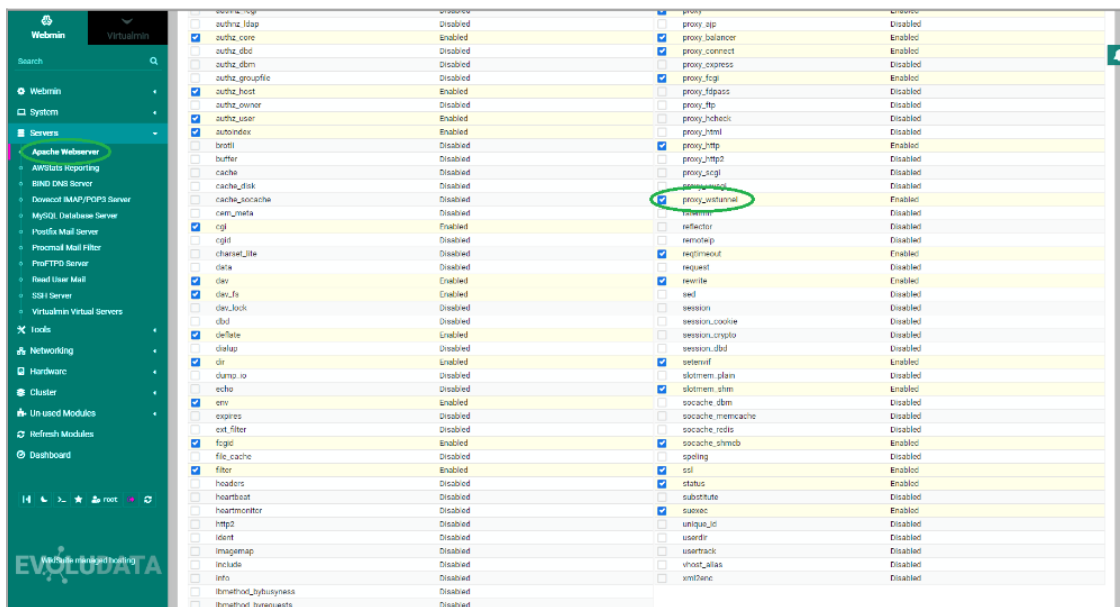 Webmin
Virtualmin
Search
Webmin
System
Servers
Apache Webserver
AWStats Reporting
BIND DNS Server
Dovecot IMAP/POP3 Server
MySQL Database Server
Postfix Mail Server
Procmail Mail Filter
ProFTPD Server
Read User Mail
SSH Server
Virtualmin Virtual Servers
Tools
Networking
Hardware
Cluster
Un-used Modules
Refresh Modules
Dashboard
root
WikiSuite managed hosting
EVOLUDATA
authnz_fcgi Disabled
authnz_ldap Disabled
authz_core Enabled
authz_dbd Disabled
authz_dbm Disabled
authz_groupfile Disabled
authz_host Enabled
authz_owner Disabled
authz_user Enabled
autoindex Enabled
brotli Disabled
buffer Disabled
cache Disabled
cache_disk Disabled
cache_socache Disabled
cern_meta Disabled
cgi Enabled
cgid Disabled
charset_lite Disabled
data Disabled
dav Enabled
dav_fs Enabled
dav_lock Disabled
dbd Disabled
deflate Enabled
dialup Disabled
dir Enabled
dump_io Disabled
echo Disabled
env Enabled
expires Disabled
ext_filter Disabled
fcgid Enabled
file_cache Disabled
filter Enabled
headers Disabled
heartbeat Disabled
heartmonitor Disabled
http2 Disabled
ident Disabled
imagemap Disabled
include Disabled
info Disabled
lbmethod_bybusyness Disabled
lbmethod_byrequests Disabled
proxy Enabled
proxy_ajp Disabled
proxy_balancer Enabled
proxy_connect Enabled
proxy_express Disabled
proxy_fcgi Enabled
proxy_fdpass Disabled
proxy_ftp Disabled
proxy_hcheck Disabled
proxy_html Disabled
proxy_http Enabled
proxy_http2 Disabled
proxy_scgi Disabled
proxy_uwsgi Disabled
proxy_wstunnel Enabled
ratelimit Disabled
reflector Disabled
remoteip Disabled
reqtimeout Enabled
request Disabled
rewrite Enabled
sed Disabled
session Disabled
session_cookie Disabled
session_crypto Disabled
session_dbd Disabled
setenvif Enabled
slotmem_plain Disabled
slotmem_shm Enabled
socache_dbm Disabled
socache_memcache Disabled
socache_redis Disabled
socache_shmcb Enabled
speling Disabled
ssl Enabled
status Enabled
substitute Disabled
suexec Enabled
unique_id Disabled
userdir Disabled
usertrack Disabled
vhost_alias Disabled
xml2enc Disabled